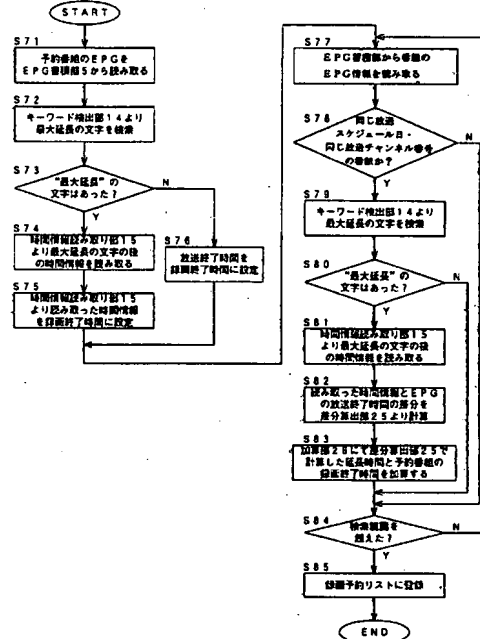 START
S71
予約番組のEPGを
EPG蓄積部5から読み取る
S72
キーワード検出部14より
最大延長の文字を検索
S73
"最大延長"の
文字はあった?
N
Y
S74
時間情報読み取り部15
より最大延長の文字の後
の時間情報を読み取る
S75
時間情報読み取り部15
より読み取った時間情報
を録画終了時間に設定
S76
放送終了時間を
録画終了時間に設定
S77
EPG蓄積部から番組の
EPG情報を読み取る
S78
同じ放送
スケジュール日・
同じ放送チャンネル番号
の番組か?
N
Y
S79
キーワード検出部14より
最大延長の文字を検索
S80
"最大延長"の
文字はあった?
N
Y
S81
時間情報読み取り部15
より最大延長の文字の後
の時間情報を読み取る
S82
読み取った時間情報とEPG
の放送終了時間の差分を
差分算出部25より計算
S83
加算部26にて差分算出部25で
計算した延長時間と予約番組の
録画終了時間を加算する
S84
検索範囲を
超えた?
N
Y
S85
録画予約リストに登録
END